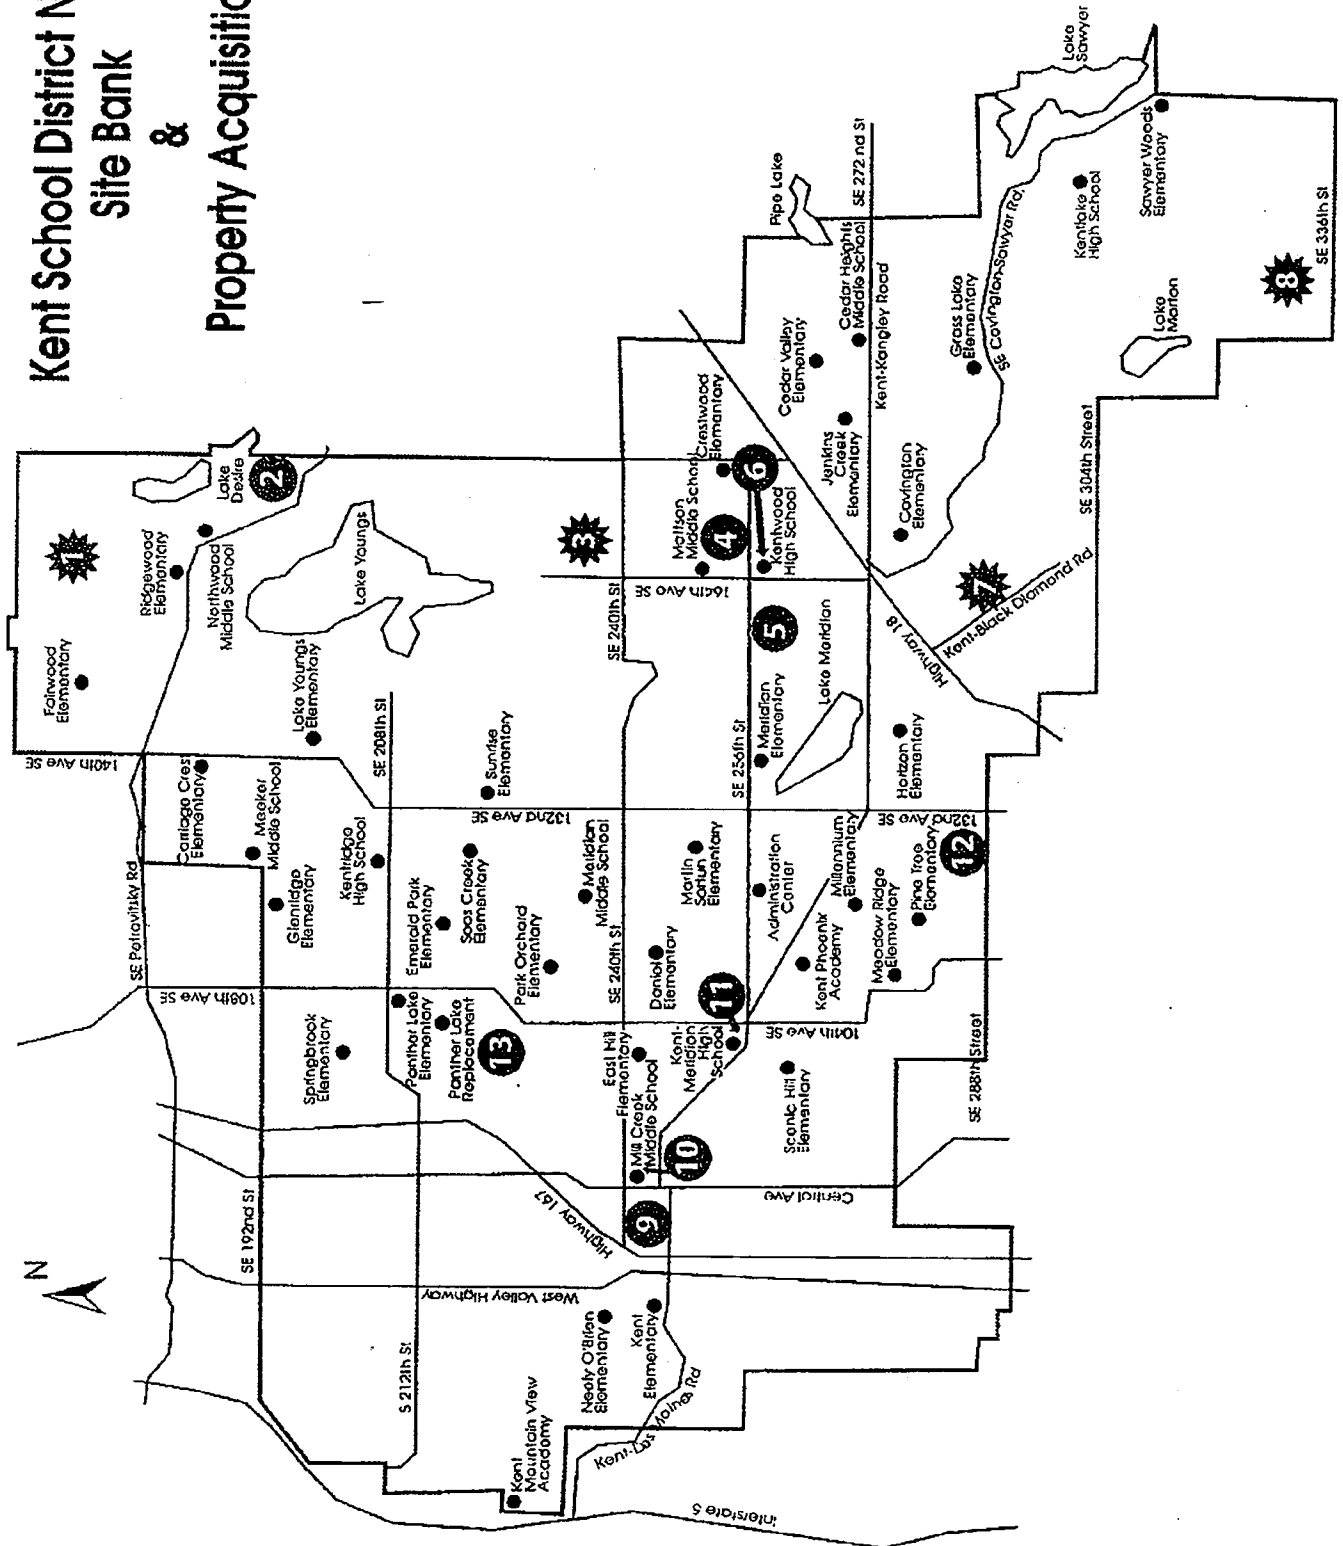 Kent School District N
Site Bank
&
Property Acquisitio
N
Fairwood
Elementary
1
Ridgewood
Elementary
Northwood
Middle School
Lake
Desire
2
Lake Youngs
Lake Youngs
Elementary
140th Ave SE
SE Petrovitsky Rd
Carriage Crest
Elementary
Meeker
Middle School
Glenridge
Elementary
Kentridge
High School
SE 208th St
Sunrise
Elementary
132nd Ave SE
108th Ave SE
Springbrook
Elementary
Emerald Park
Elementary
Soos Creek
Elementary
Panther Lake
Elementary
Panther Lake
Replacement
13
Park Orchard
Elementary
Meridian
Middle School
SE 192nd St
S 212th St
West Valley Highway
Highway 167
Kent
Mountain View
Academy
Neely O'Brien
Elementary
Kent
Elementary
Kent-Des Moines Rd
Interstate 5
3
SE 240th St
SE 240th St
164th Ave SE
Mattson
Middle School
Crestwood
Elementary
4
6
Kentwood
High School
5
SE 256th St
Meridian
Elementary
Lake Meridian
Martin
Sortun
Elementary
Daniel
Elementary
Administration
Center
11
Kent-
Meridian
High
School
East Hill
Elementary
Mill Creek
Middle School
10
9
Central Ave
Scenic Hill
Elementary
104th Ave SE
Kent Phoenix
Academy
Millennium
Elementary
Meadow Ridge
Elementary
Pine Tree
Elementary
12
132nd Ave SE
SE 288th Street
Horizon
Elementary
Highway 18
Kent-Black Diamond Rd
7
Covington
Elementary
Jenkins
Creek
Elementary
Cedar Valley
Elementary
Cedar Heights
Middle School
Kent-Kangley Road
SE 272 nd St
Pipe Lake
Grass Lake
Elementary
SE Covington-Sawyer Rd.
SE 304th Street
Lake
Morton
Kentlake
High School
Lake
Sawyer
Sawyer Woods
Elementary
8
SE 336th St